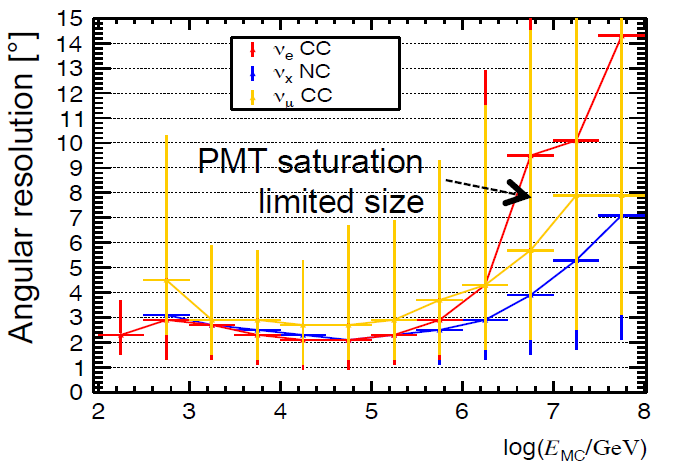 Angular resolution [°]
15
14
13
12
11
10
9
8
7
6
5
4
3
2
1
0
νe CC
νx NC
νμ CC
PMT saturation
limited size
2 3 4 5 6 7 8
log(EMC/GeV)